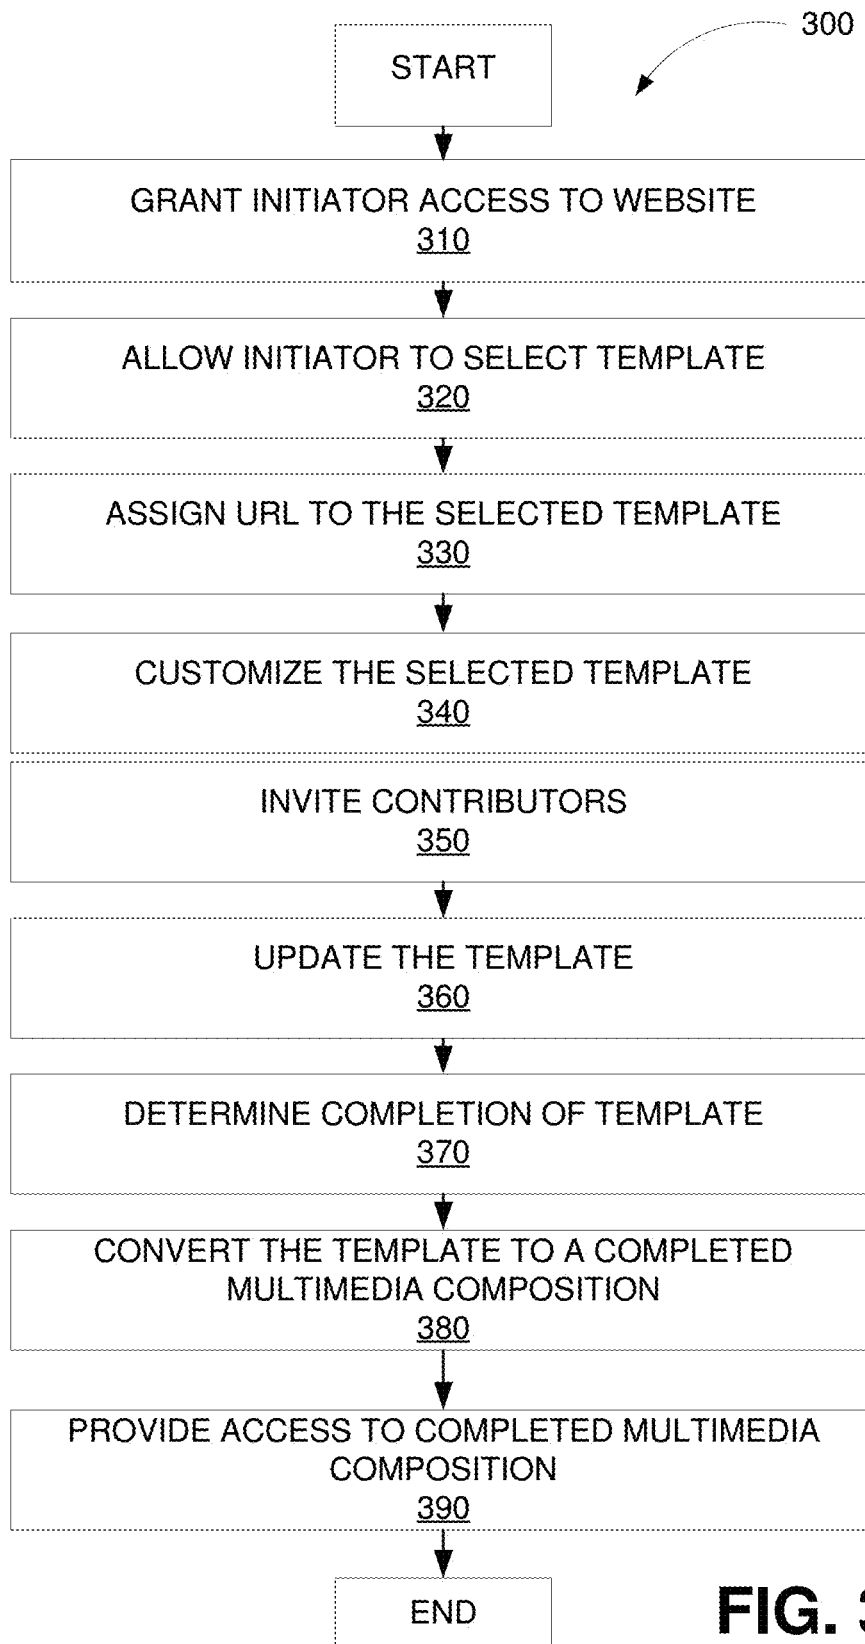 300
START
GRANT INITIATOR ACCESS TO WEBSITE
310
ALLOW INITIATOR TO SELECT TEMPLATE
320
ASSIGN URL TO THE SELECTED TEMPLATE
330
CUSTOMIZE THE SELECTED TEMPLATE
340
INVITE CONTRIBUTORS
350
UPDATE THE TEMPLATE
360
DETERMINE COMPLETION OF TEMPLATE
370
CONVERT THE TEMPLATE TO A COMPLETED
MULTIMEDIA COMPOSITION
380
PROVIDE ACCESS TO COMPLETED MULTIMEDIA
COMPOSITION
390
END
FIG. 3